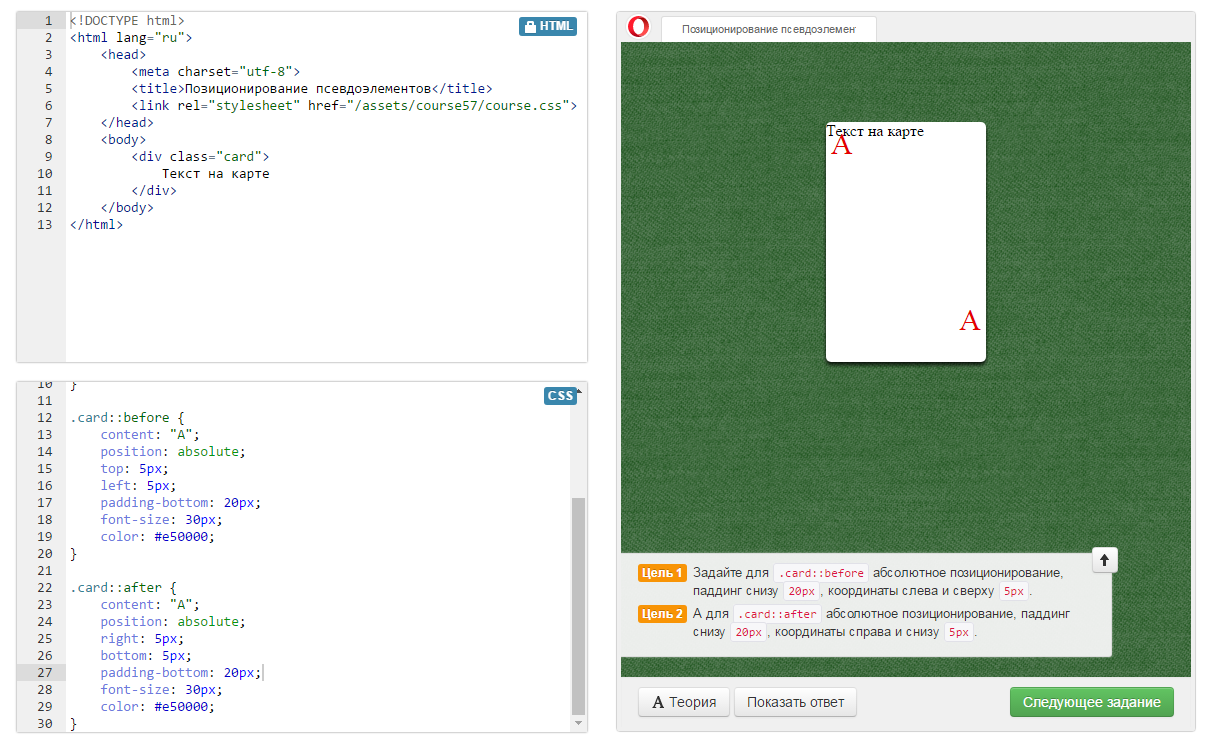 1 <!DOCTYPE html>
HTML
2 <html lang="ru">
3 <head>
4 <meta charset="utf-8">
5 <title>Позиционирование псевдоэлементов</title>
6 <link rel="stylesheet" href="/assets/course57/course.css">
7 </head>
8 <body>
9 <div class="card">
10 Текст на карте
11 </div>
12 </body>
13 </html>
10 }
CSS
11
12 .card::before {
13 content: "A";
14 position: absolute;
15 top: 5px;
16 left: 5px;
17 padding-bottom: 20px;
18 font-size: 30px;
19 color: #e50000;
20 }
21
22 .card::after {
23 content: "A";
24 position: absolute;
25 right: 5px;
26 bottom: 5px;
27 padding-bottom: 20px;
28 font-size: 30px;
29 color: #e50000;
30 }
Позиционирование псевдоэлемен
Текст на карте
A
A
Цель 1 Задайте для .card::before абсолютное позиционирование,
паддинг снизу 20px, координаты слева и сверху 5px.
Цель 2 А для .card::after абсолютное позиционирование, паддинг
снизу 20px, координаты справа и снизу 5px.
A Теория
Показать ответ
Следующее задание